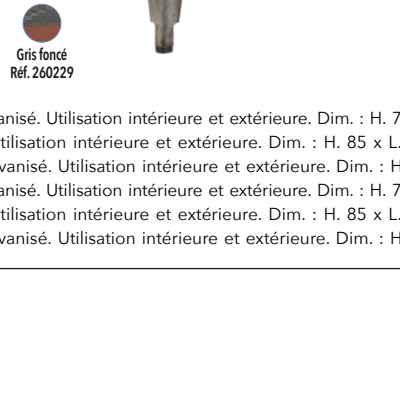 Gris foncé
Réf. 260229
anisé. Utilisation intérieure et extérieure. Dim. : H. 7
tilisation intérieure et extérieure. Dim. : H. 85 x L.
vanisé. Utilisation intérieure et extérieure. Dim. : H
anisé. Utilisation intérieure et extérieure. Dim. : H. 7
tilisation intérieure et extérieure. Dim. : H. 85 x L.
vanisé. Utilisation intérieure et extérieure. Dim. : H